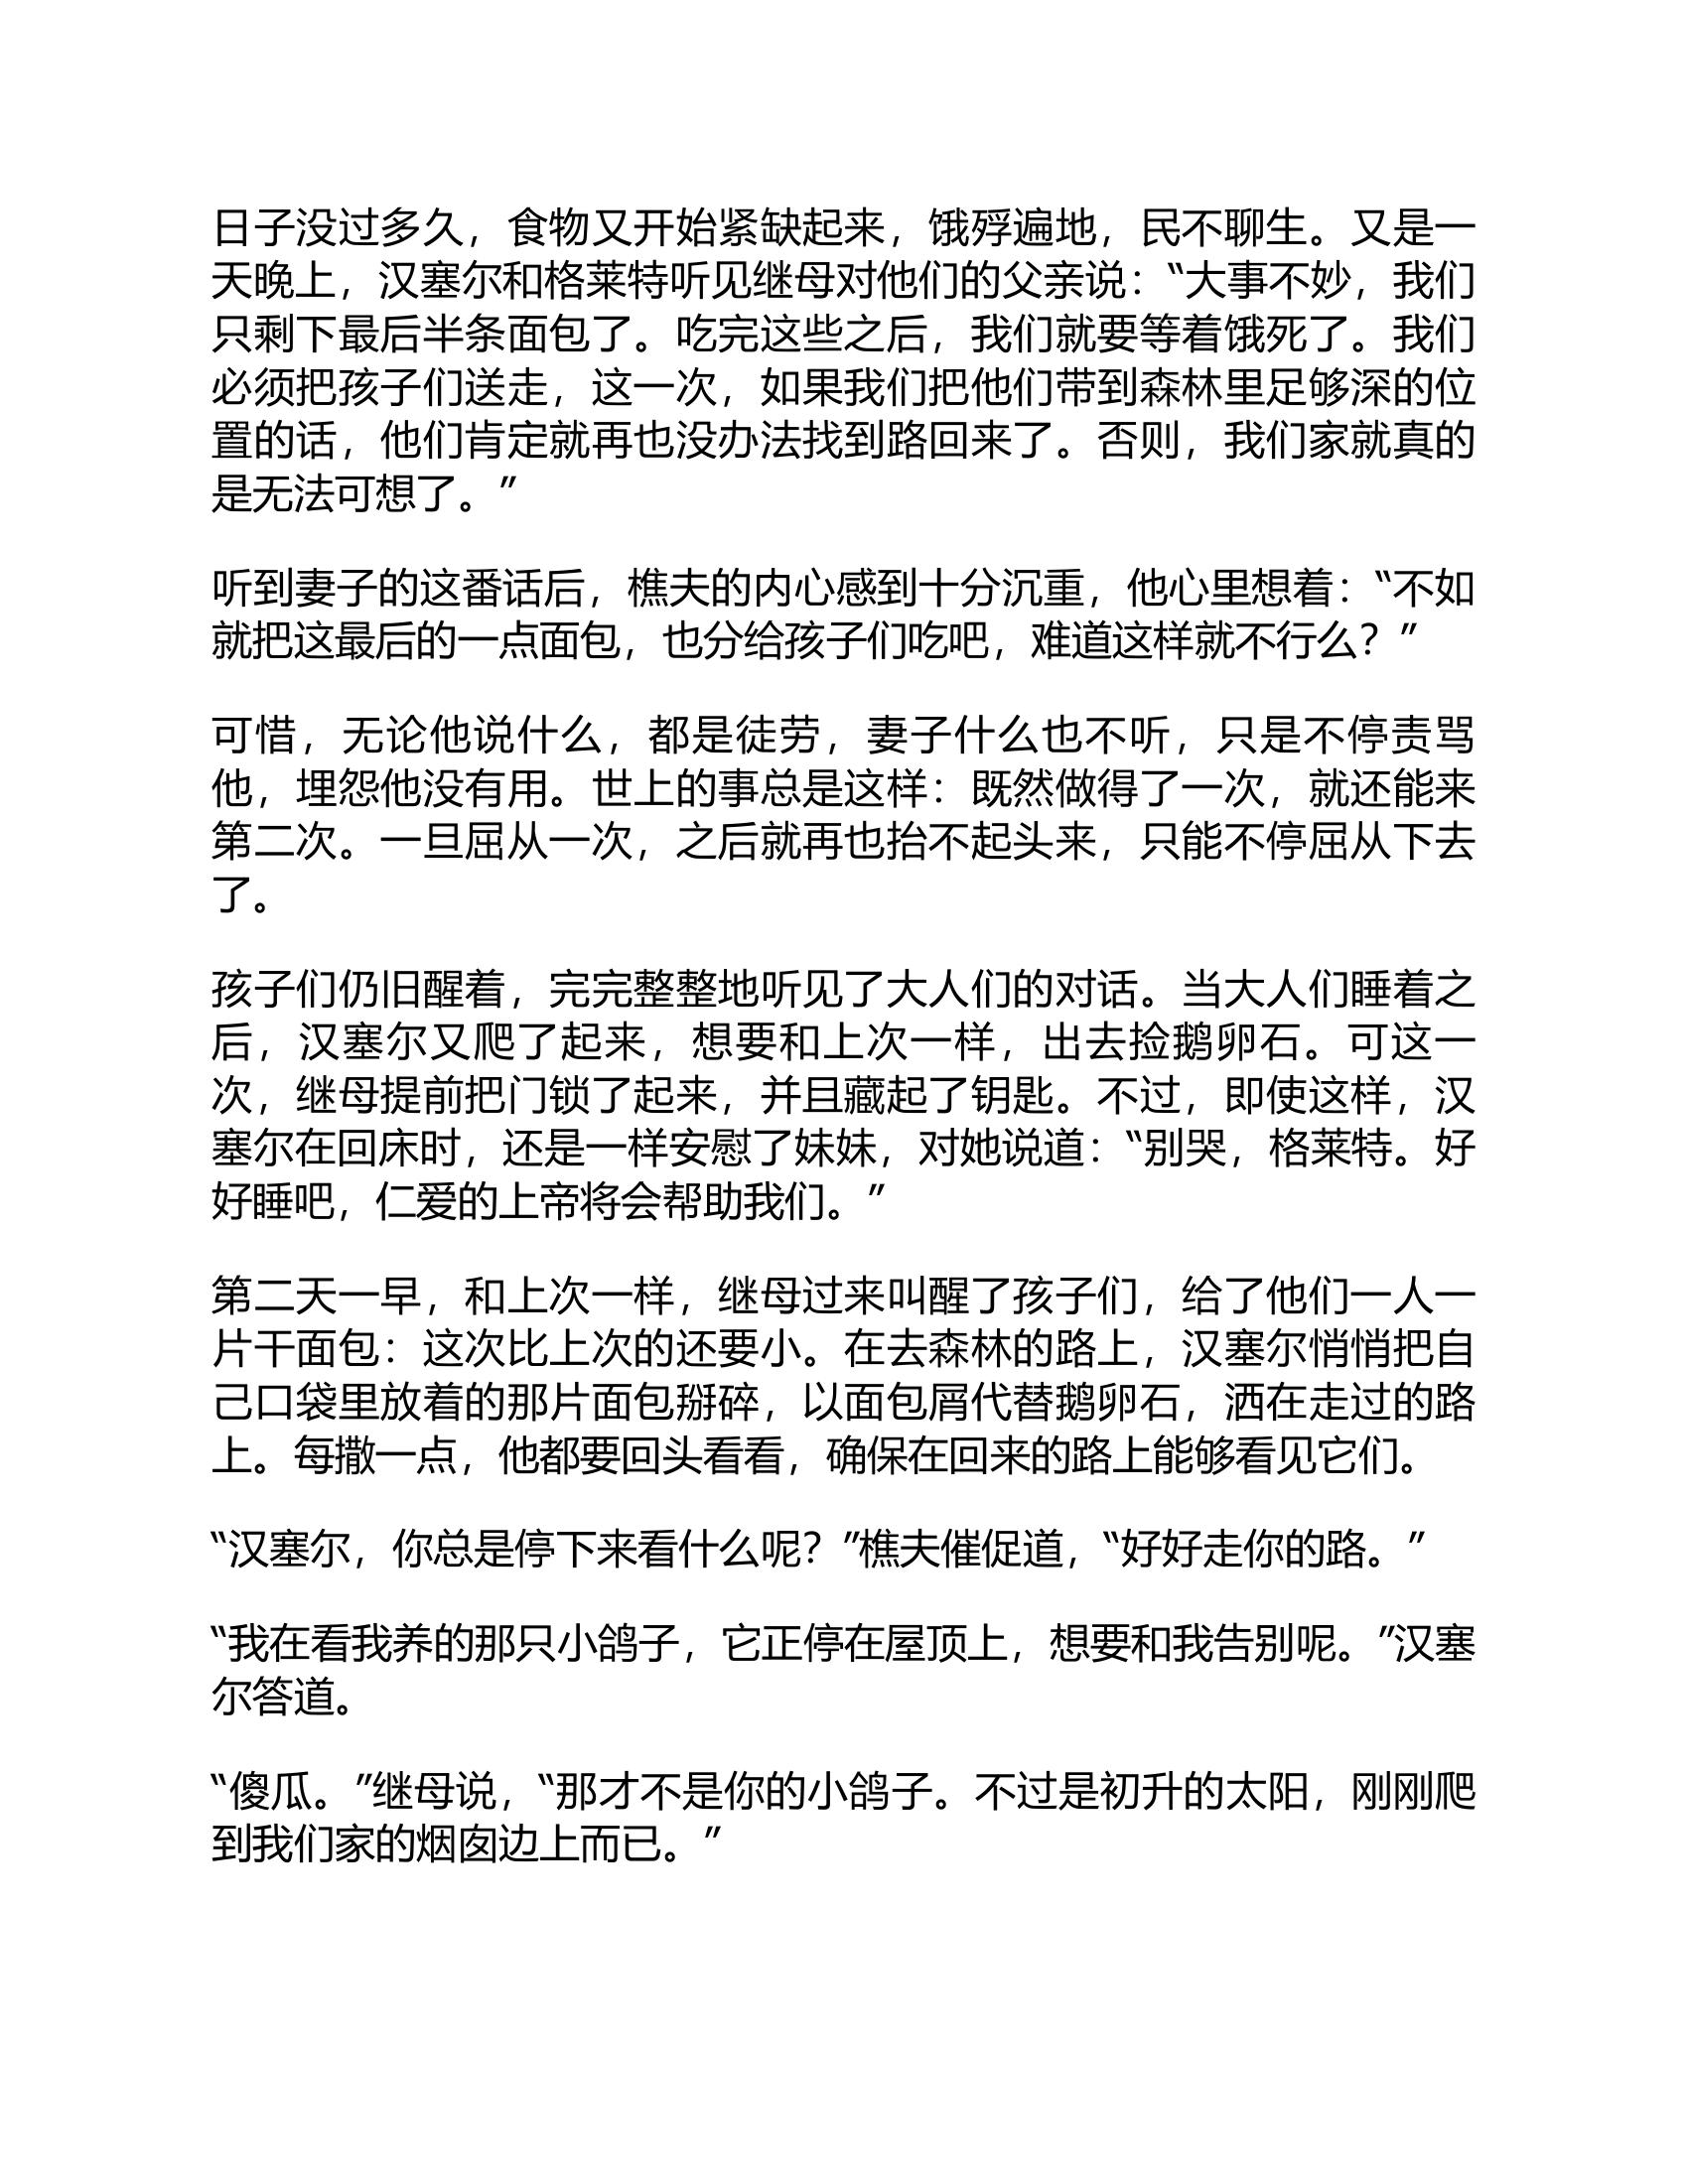 日子没过多久，食物又开始紧缺起来，饿殍遍地，民不聊生。又是一
天晚上，汉塞尔和格莱特听见继母对他们的父亲说：“大事不妙，我们
只剩下最后半条面包了。吃完这些之后，我们就要等着饿死了。我们
必须把孩子们送走，这一次，如果我们把他们带到森林里足够深的位
置的话，他们肯定就再也没办法找到路回来了。否则，我们家就真的
是无法可想了。”
听到妻子的这番话后，樵夫的内心感到十分沉重，他心里想着：“不如
就把这最后的一点面包，也分给孩子们吃吧，难道这样就不行么？”
可惜，无论他说什么，都是徒劳，妻子什么也不听，只是不停责骂
他，埋怨他没有用。世上的事总是这样：既然做得了一次，就还能来
第二次。一旦屈从一次，之后就再也抬不起头来，只能不停屈从下去
了。
孩子们仍旧醒着，完完整整地听见了大人们的对话。当大人们睡着之
后，汉塞尔又爬了起来，想要和上次一样，出去捡鹅卵石。可这一
次，继母提前把门锁了起来，并且藏起了钥匙。不过，即使这样，汉
塞尔在回床时，还是一样安慰了妹妹，对她说道：“别哭，格莱特。好
好睡吧，仁爱的上帝将会帮助我们。”
第二天一早，和上次一样，继母过来叫醒了孩子们，给了他们一人一
片干面包：这次比上次的还要小。在去森林的路上，汉塞尔悄悄把自
己口袋里放着的那片面包掰碎，以面包屑代替鹅卵石，洒在走过的路
上。每撒一点，他都要回头看看，确保在回来的路上能够看见它们。
“汉塞尔，你总是停下来看什么呢？”樵夫催促道，“好好走你的路。”
“我在看我养的那只小鸽子，它正停在屋顶上，想要和我告别呢。”汉塞
尔答道。
“傻瓜。”继母说，“那才不是你的小鸽子。不过是初升的太阳，刚刚爬
到我们家的烟囱边上而已。”